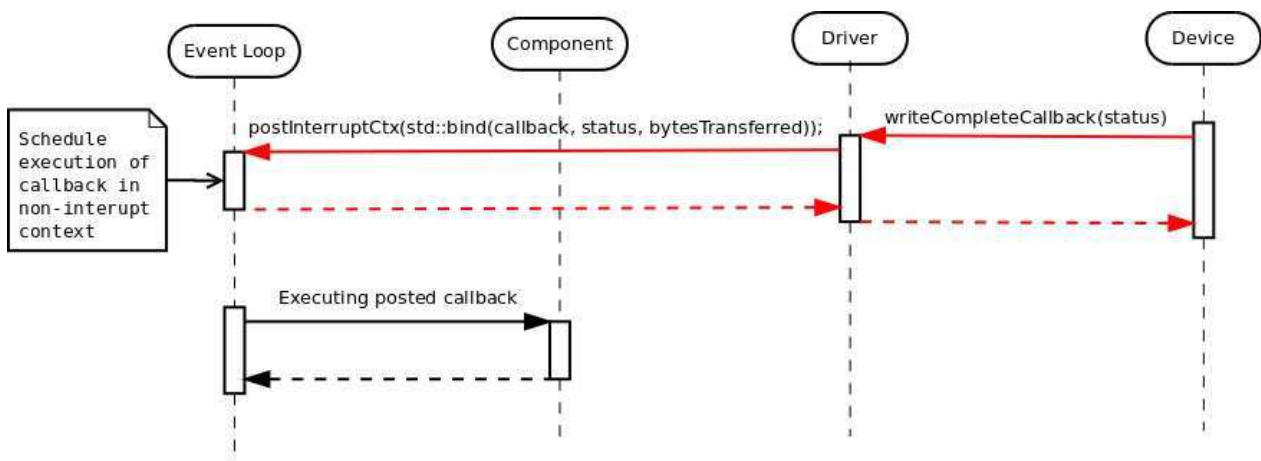 Event Loop
Component
Driver
Device
Schedule
execution of
callback in
non-interupt
context
postInterruptCtx(std::bind(callback, status, bytesTransferred));
writeCompleteCallback(status)
Executing posted callback